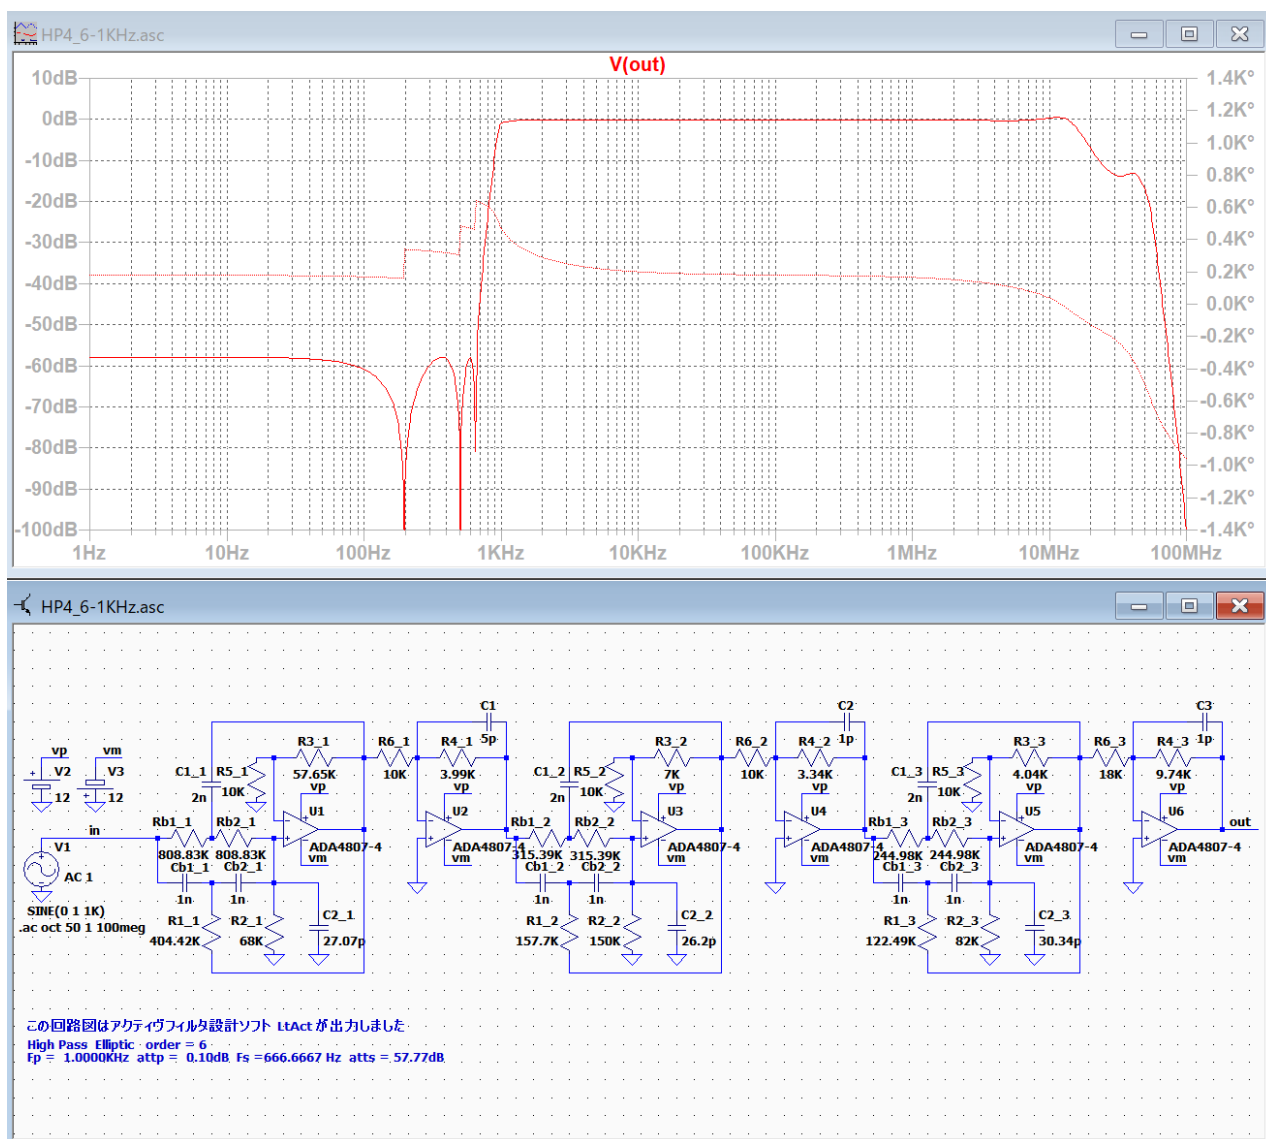 HP4_6-1KHz.asc
V(out)
10dB
0dB
-10dB
-20dB
-30dB
-40dB
-50dB
-60dB
-70dB
-80dB
-90dB
-100dB
1.4K°
1.2K°
1.0K°
0.8K°
0.6K°
0.4K°
0.2K°
0.0K°
-0.2K°
-0.4K°
-0.6K°
-0.8K°
-1.0K°
-1.2K°
-1.4K°
1Hz 10Hz 100Hz 1KHz 10KHz 100KHz 1MHz 10MHz 100MHz
HP4_6-1KHz.asc
C1 C2 C3
5p 1p 1p
vp vm
V2 V3
12 12
R3_1 R6_1 R4_1 R3_2 R6_2 R4_2 R3_3 R6_3 R4_3
57.65K 10K 3.99K 7K 10K 3.34K 4.04K 18K 9.74K
C1_1 R5_1 C1_2 R5_2 C1_3 R5_3
2n 10K 2n 10K 2n 10K
vp vp vp vp vp vp
U1 U2 U3 U4 U5 U6
in
out
Rb1_1 Rb2_1 Rb1_2 Rb2_2 Rb1_3 Rb2_3
808.83K 808.83K 315.39K 315.39K 244.98K 244.98K
ADA4807-4 ADA4807-4 ADA4807-4 ADA4807-4 ADA4807-4 ADA4807-4
vm vm vm vm vm vm
V1
AC 1
SINE(0 1 1K)
.ac oct 50 1 100meg
Cb1_1 Cb2_1 Cb1_2 Cb2_2 Cb1_3 Cb2_3
1n 1n 1n 1n 1n 1n
R1_1 R2_1 C2_1 R1_2 R2_2 C2_2 R1_3 R2_3 C2_3
404.42K 68K 27.07p 157.7K 150K 26.2p 122.49K 82K 30.34p
この回路図はアクティヴフィルタ設計ソフト LtAct が出力しました
High Pass Elliptic order = 6
Fp = 1.0000KHz attp = 0.10dB Fs =666.6667 Hz atts = 57.77dB